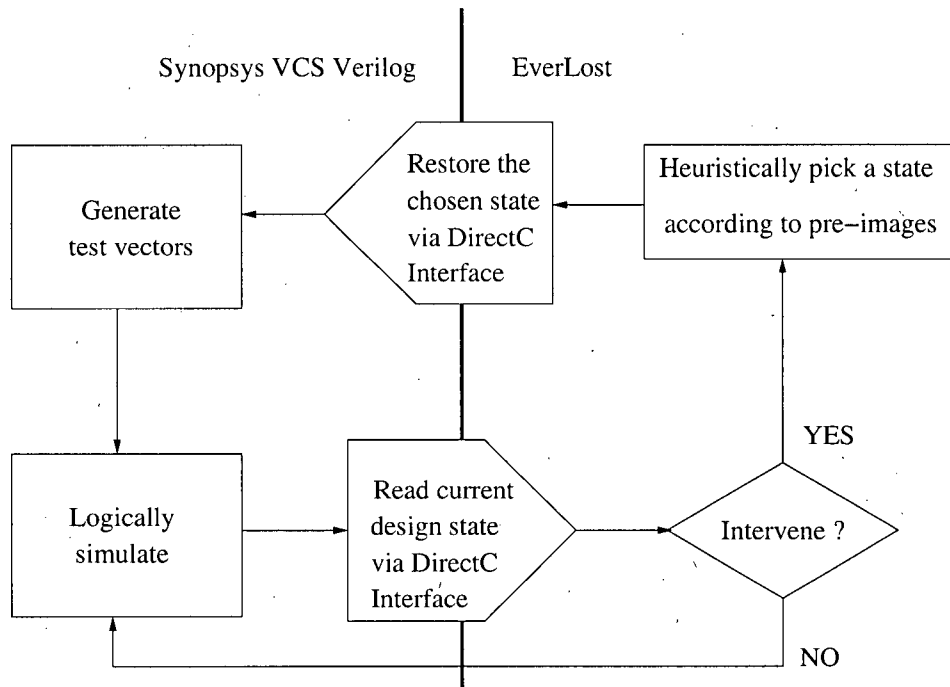 Synopsys VCS Verilog
EverLost
Generate
test vectors
Restore the
chosen state
via DirectC
Interface
Heuristically pick a state
according to pre-images
YES
Logically
simulate
Read current
design state
via DirectC
Interface
Intervene ?
NO